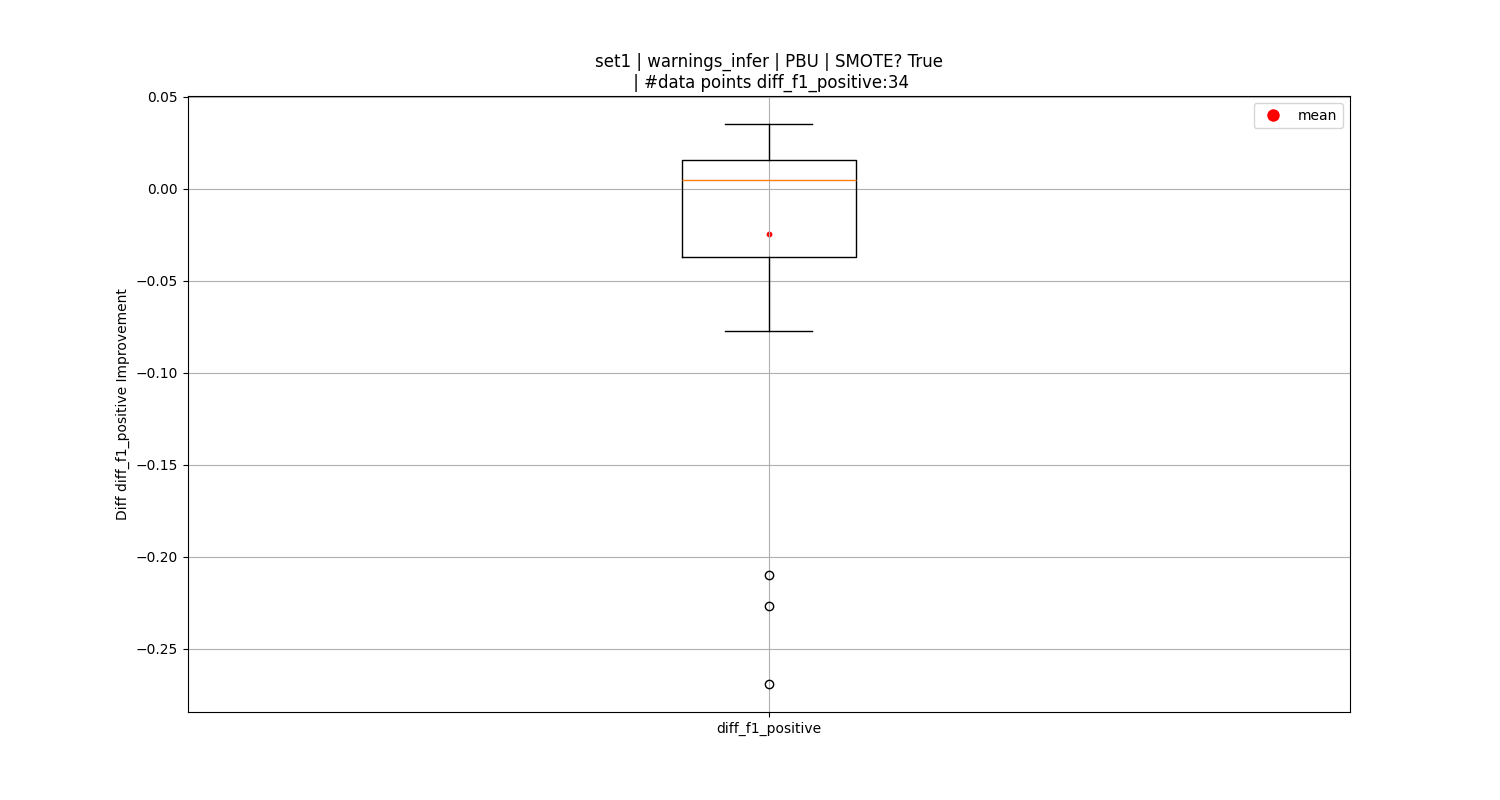 set1 | warnings_infer | PBU | SMOTE? True
| #data points diff_f1_positive:34
mean
0.05
0.00
−0.05
−0.10
−0.15
−0.20
−0.25
Diff diff_f1_positive Improvement
diff_f1_positive